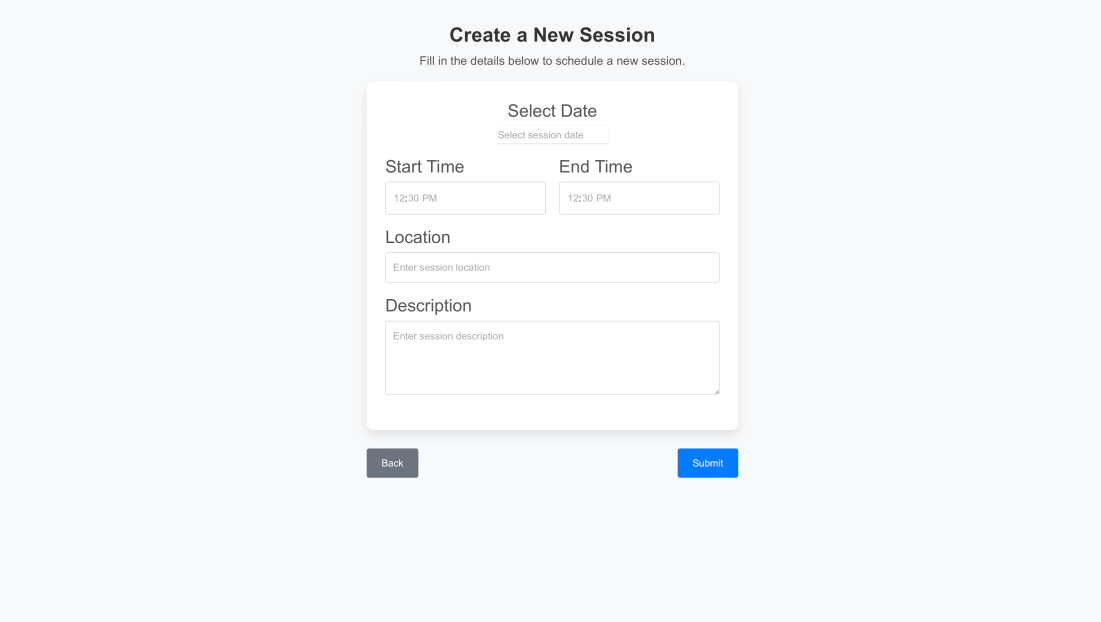 Create a New Session
Fill in the details below to schedule a new session.
Select Date
Select session date
Start Time End Time
12:30 PM 12:30 PM
Location
Enter session location
Description
Enter session description
Back Submit